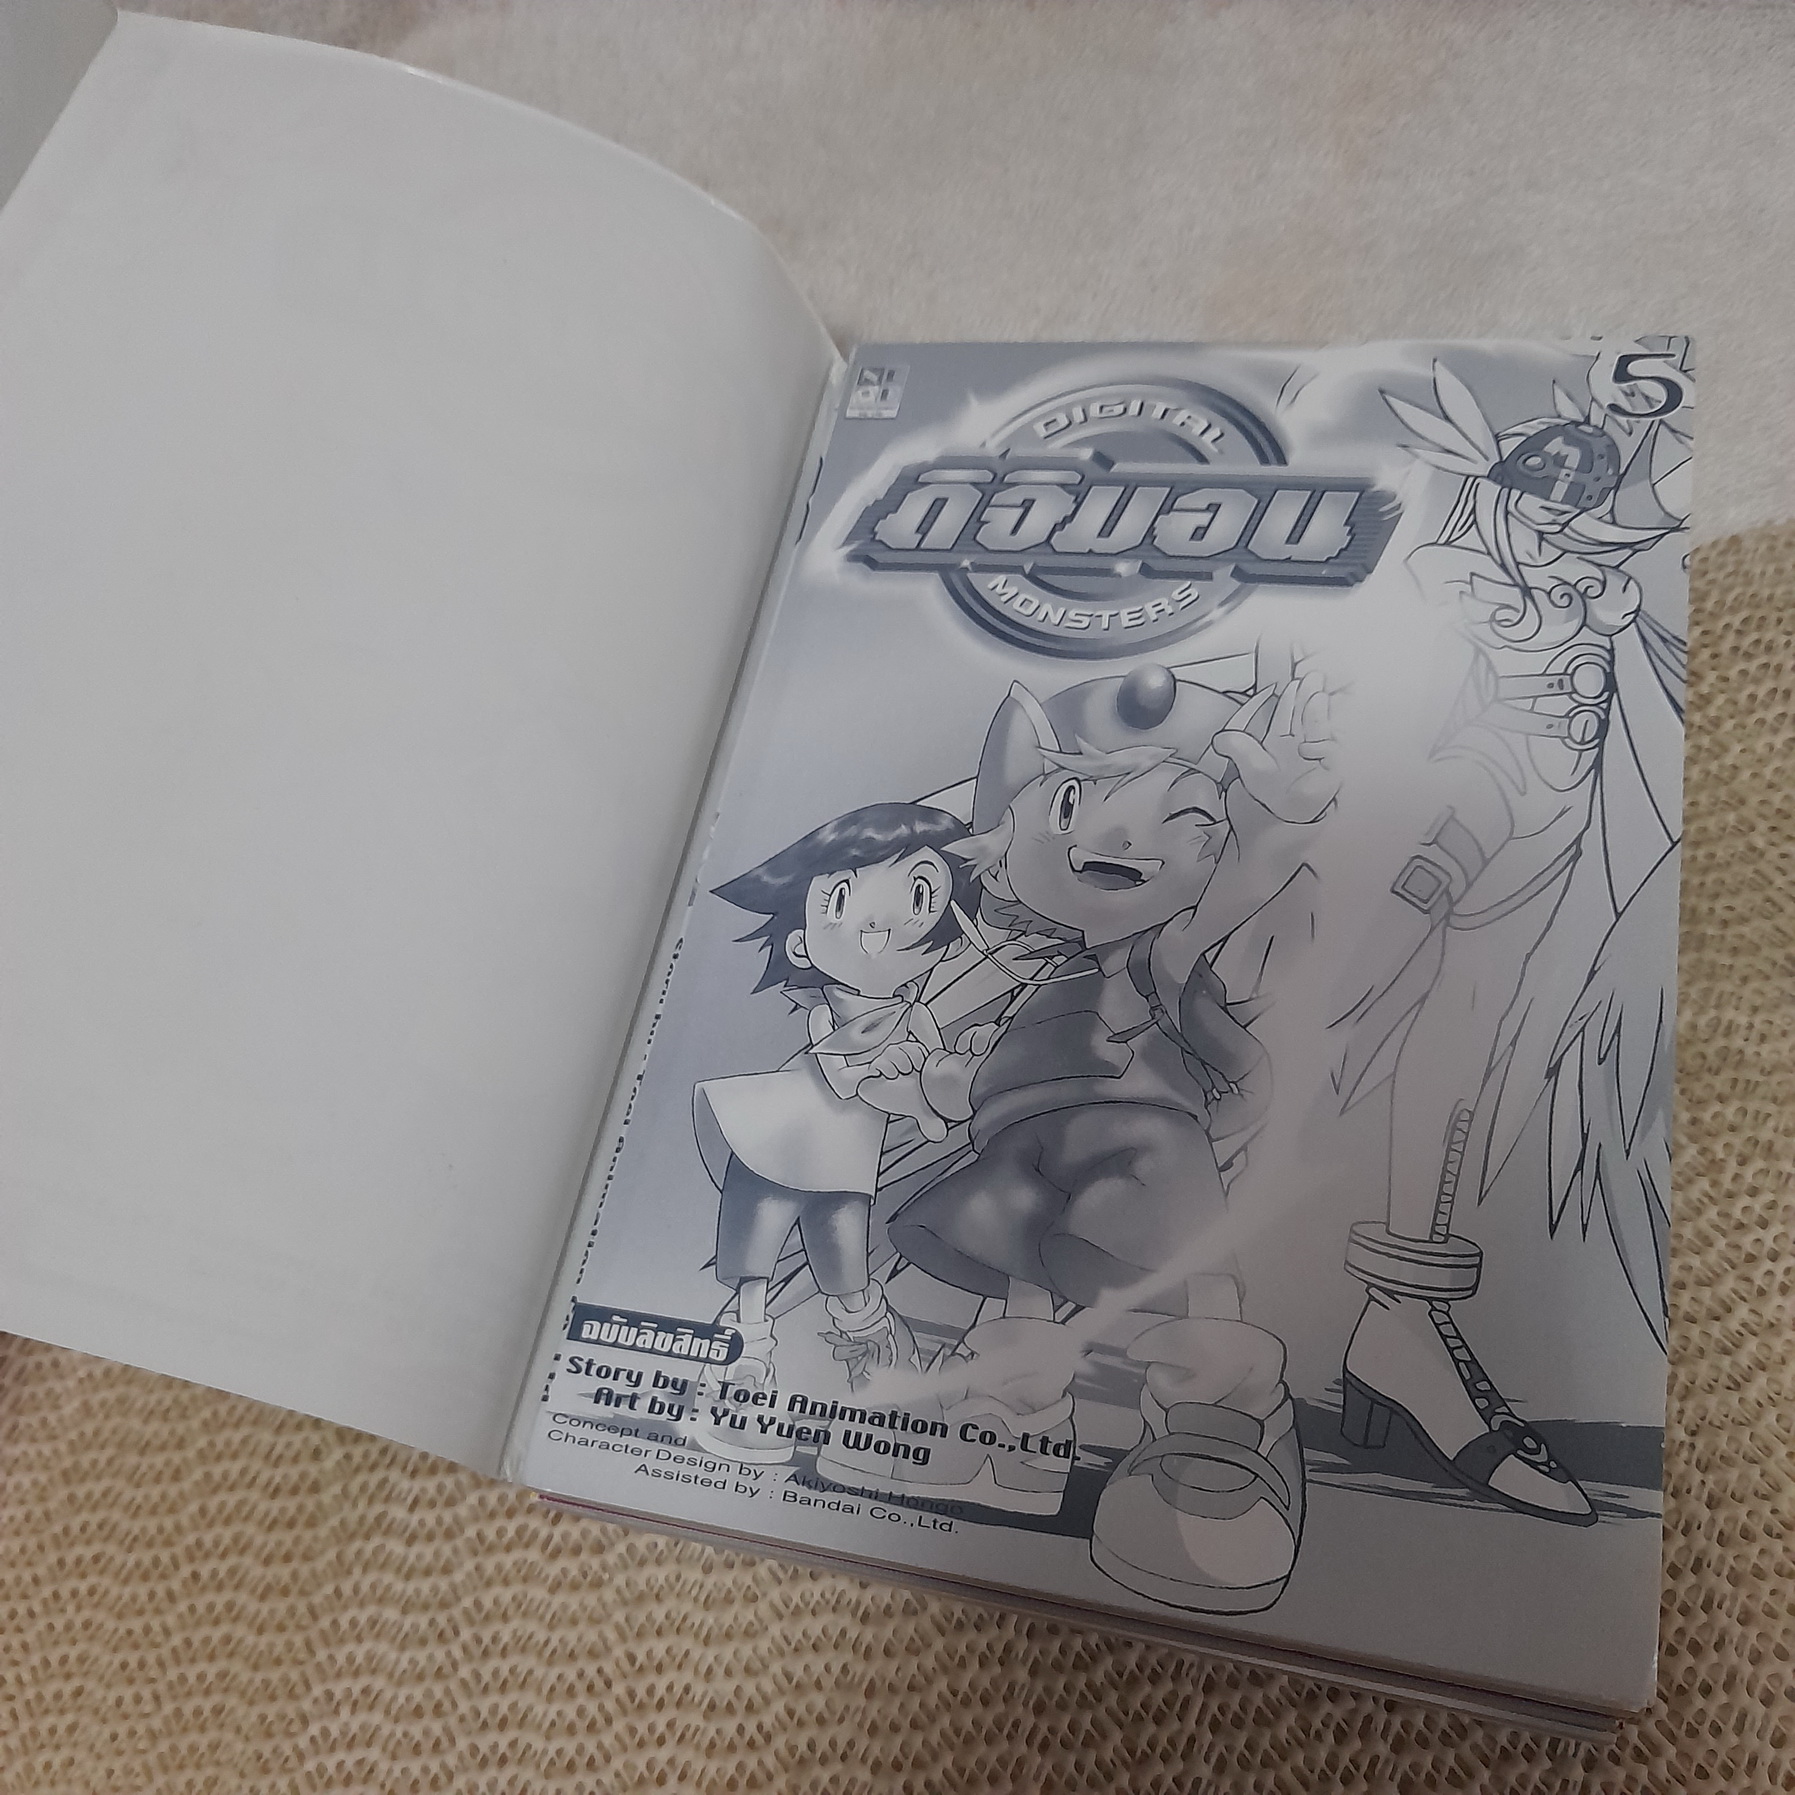 5
DIGITAL
ดิจิมอน
MONSTERS
ฉบับลิขสิทธิ์
Story by : Toei Animation Co.,Ltd.
Art by : Yu Yuen Wong
Concept and
Character Design by : Akiyoshi Hongo
Assisted by : Bandai Co.,Ltd.